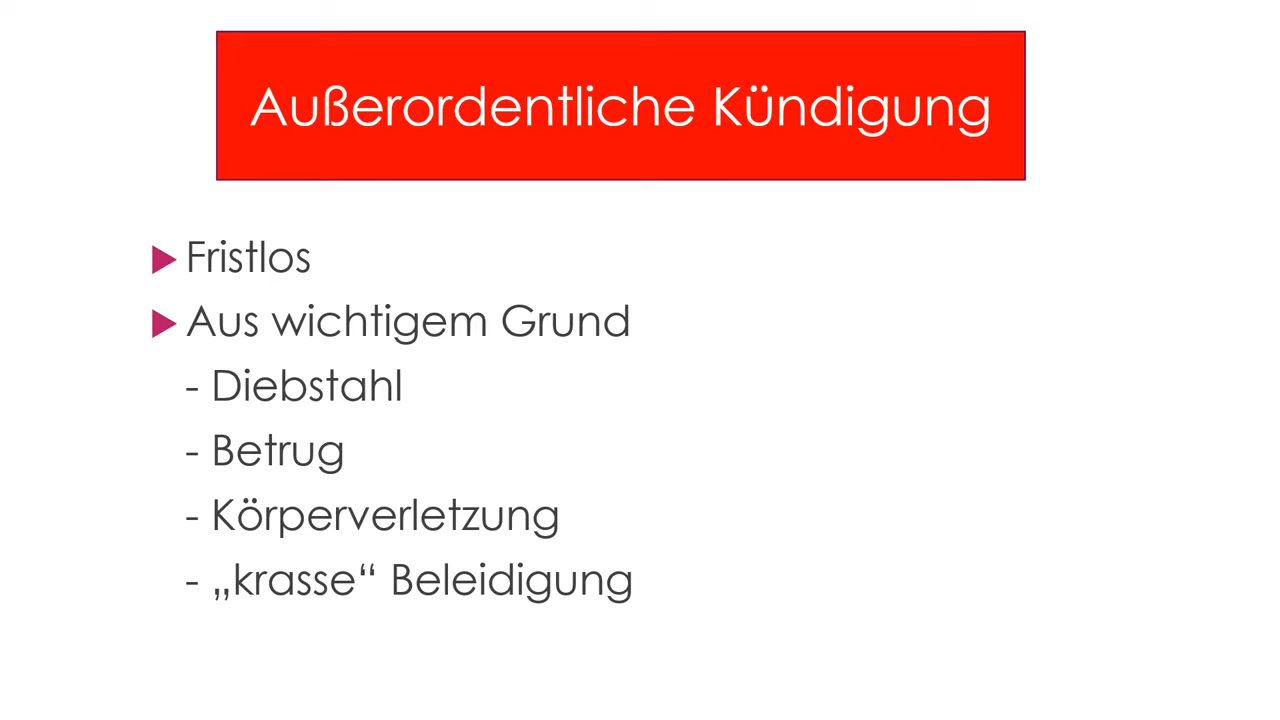 Außerordentliche Kündigung
Fristlos
Aus wichtigem Grund
- Diebstahl
- Betrug
- Körperverletzung
- „krasse“ Beleidigung